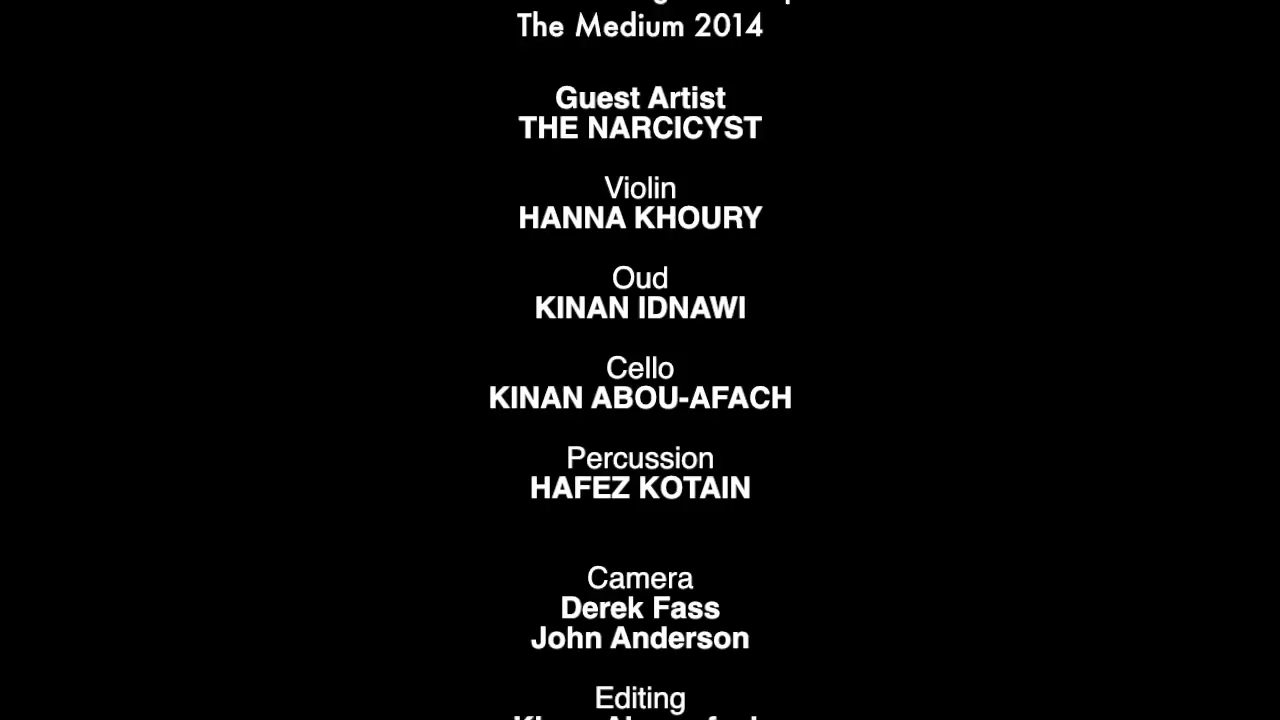 The Medium 2014
Guest Artist
THE NARCICYST
Violin
HANNA KHOURY
Oud
KINAN IDNAWI
Cello
KINAN ABOU-AFACH
Percussion
HAFEZ KOTAIN
Camera
Derek Fass
John Anderson
Editing